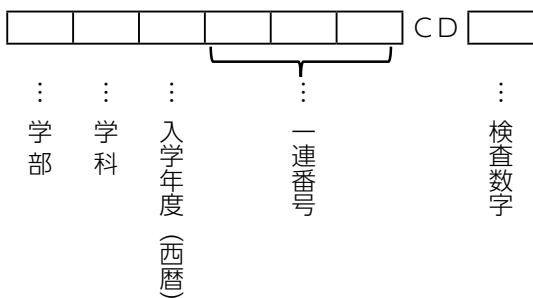 CD
…学部
…学科
…入学年度（西暦）
…一連番号
…検査数字